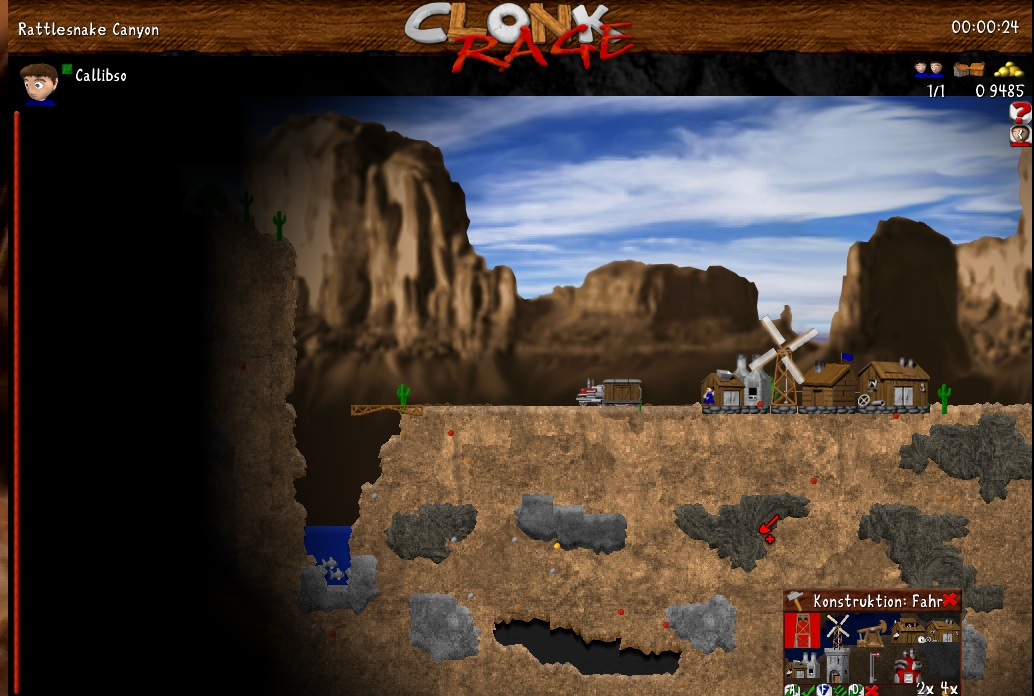 Rattlesnake Canyon
CLONK
RAGE
00:00:24
Callibso
1/1
0 9485
Konstruktion: Fahr
2x 4x